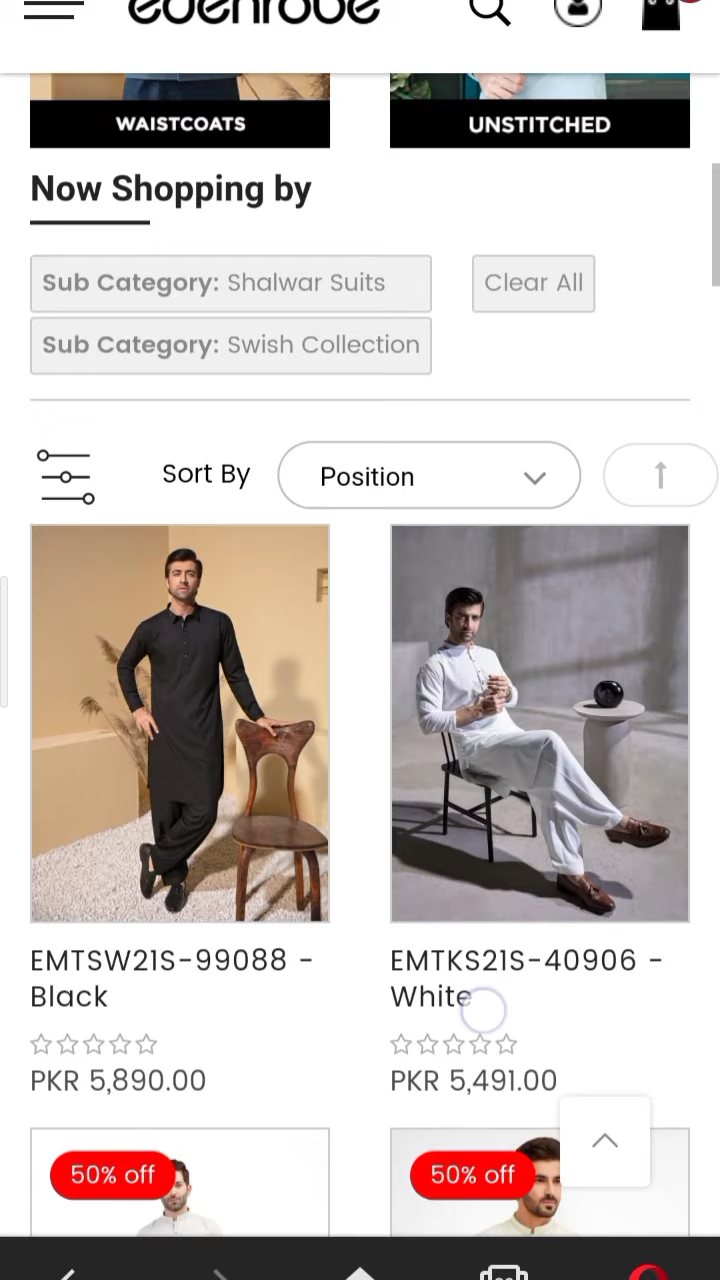 edenrobe
WAISTCOATS
UNSTITCHED
Now Shopping by
Sub Category: Shalwar Suits
Clear All
Sub Category: Swish Collection
Sort By
Position
EMTSW21S-99088 -
Black
PKR 5,890.00
EMTKS21S-40906 -
White
PKR 5,491.00
50% off
50% off